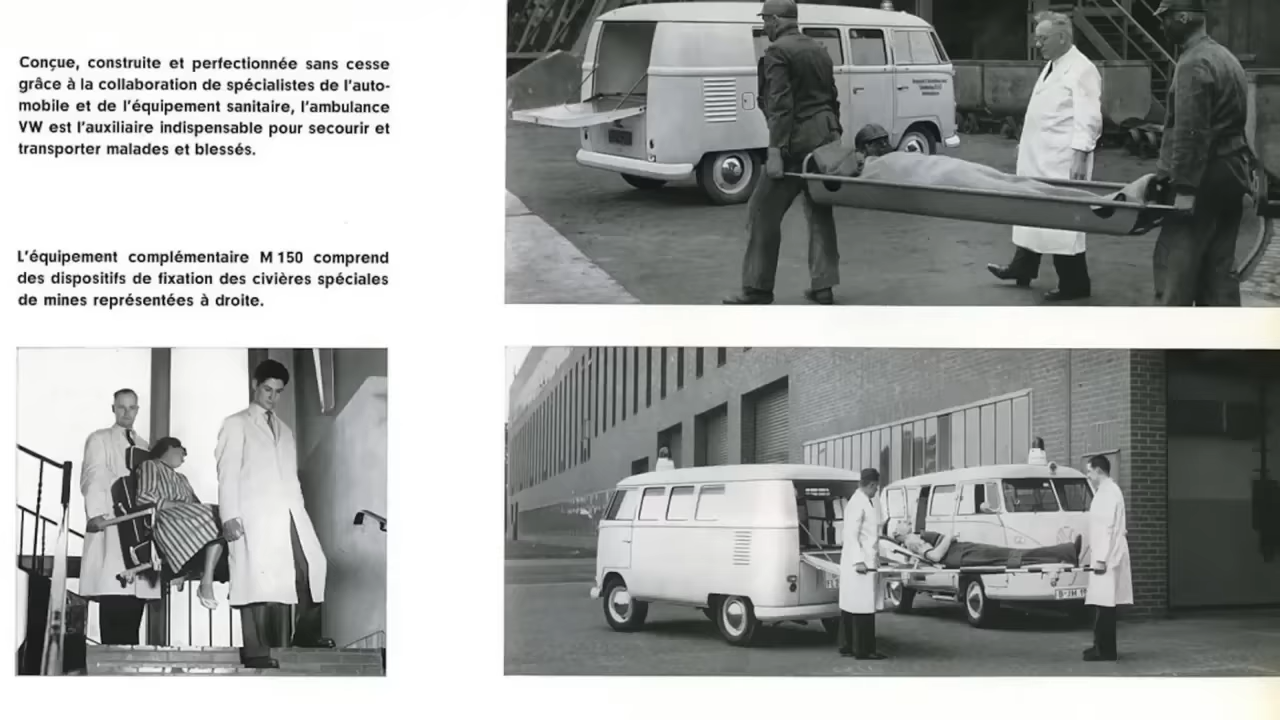 Conçue, construite et perfectionnée sans cesse
grâce à la collaboration de spécialistes de l'auto-
mobile et de l'équipement sanitaire, l'ambulance
VW est l'auxiliaire indispensable pour secourir et
transporter malades et blessés.
L'équipement complémentaire M 150 comprend
des dispositifs de fixation des civières spéciales
de mines représentées à droite.